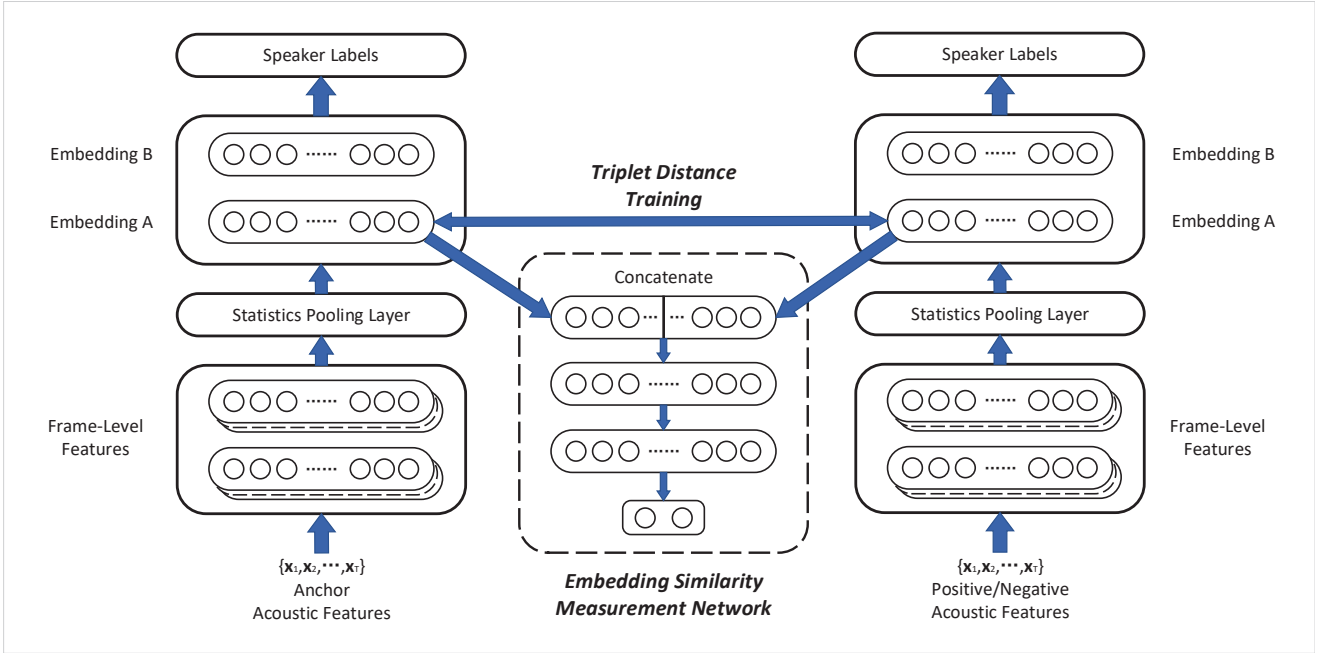 Speaker Labels
Embedding B
Embedding A
Statistics Pooling Layer
Frame-Level
Features
{x₁,x₂,⋯,xT}
Anchor
Acoustic Features
Triplet Distance
Training
Concatenate
Embedding Similarity
Measurement Network
Speaker Labels
Embedding B
Embedding A
Statistics Pooling Layer
Frame-Level
Features
{x₁,x₂,⋯,xT}
Positive/Negative
Acoustic Features